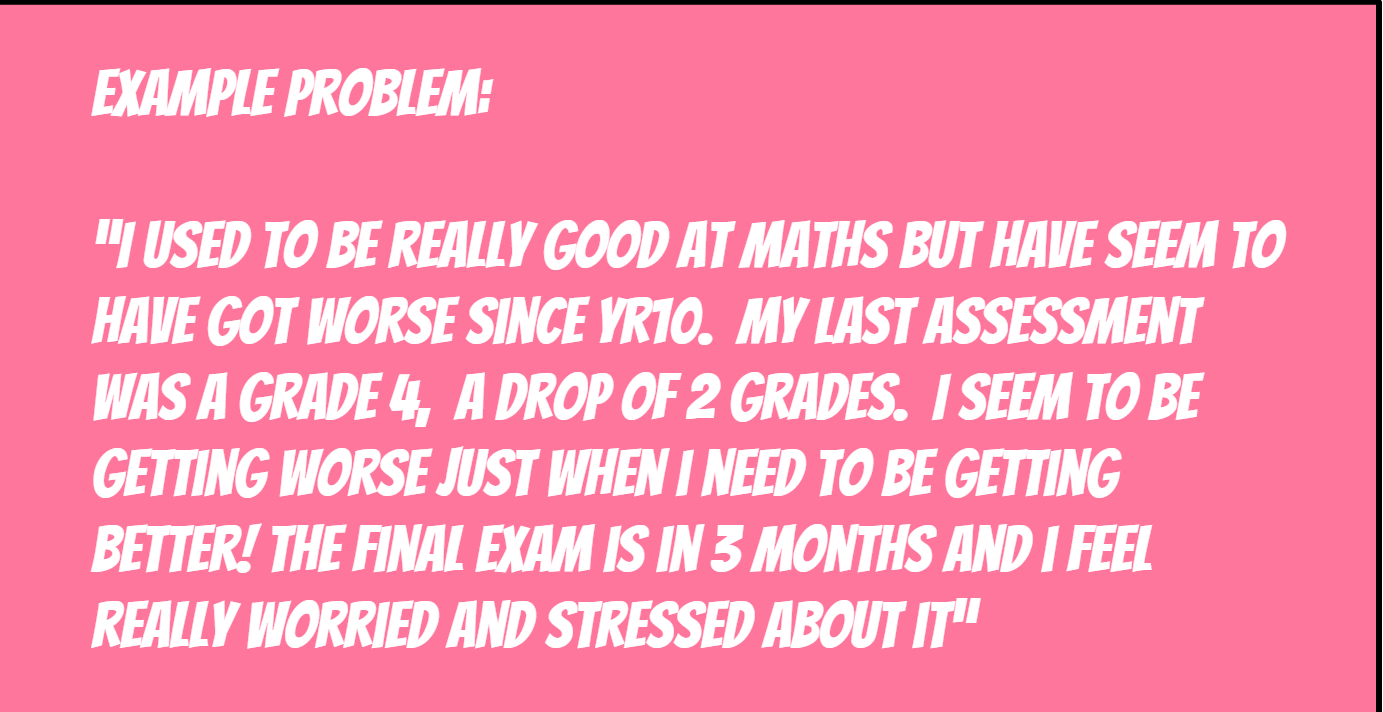 EXAMPLE PROBLEM:
"I USED TO BE REALLY GOOD AT MATHS BUT HAVE SEEM TO
HAVE GOT WORSE SINCE YR10. MY LAST ASSESSMENT
WAS A GRADE 4, A DROP OF 2 GRADES. I SEEM TO BE
GETTING WORSE JUST WHEN I NEED TO BE GETTING
BETTER! THE FINAL EXAM IS IN 3 MONTHS AND I FEEL
REALLY WORRIED AND STRESSED ABOUT IT"